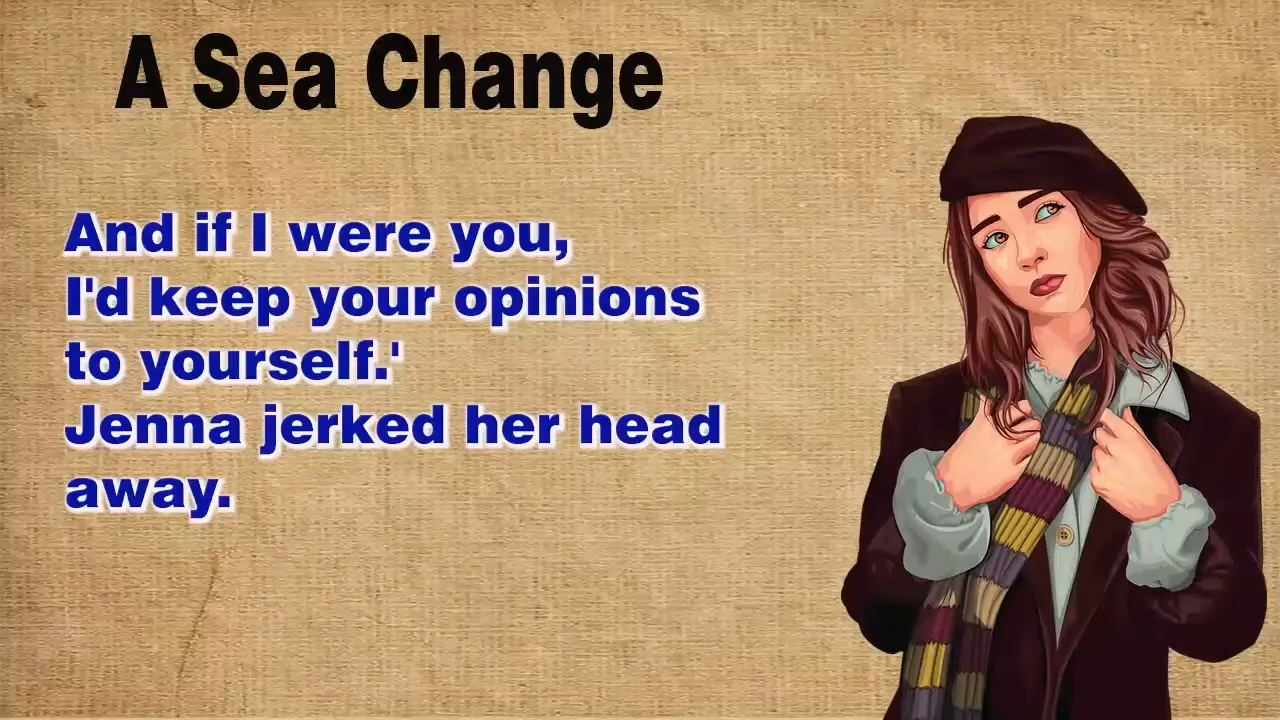 A Sea Change
And if I were you,
I'd keep your opinions
to yourself.'
Jenna jerked her head
away.